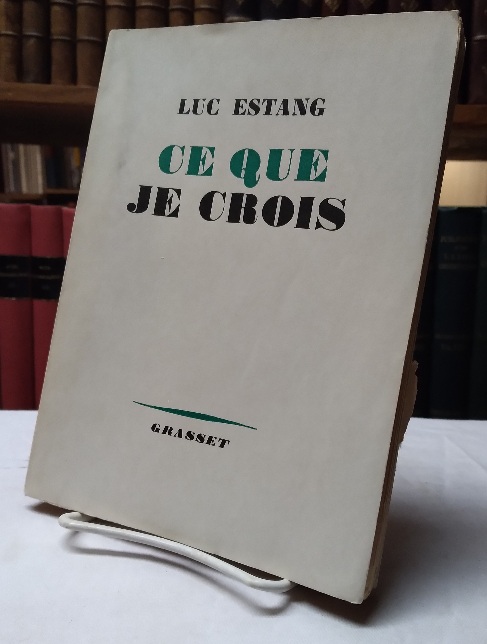 LUC ESTANG
CE QUE
JE CROIS
GRASSET